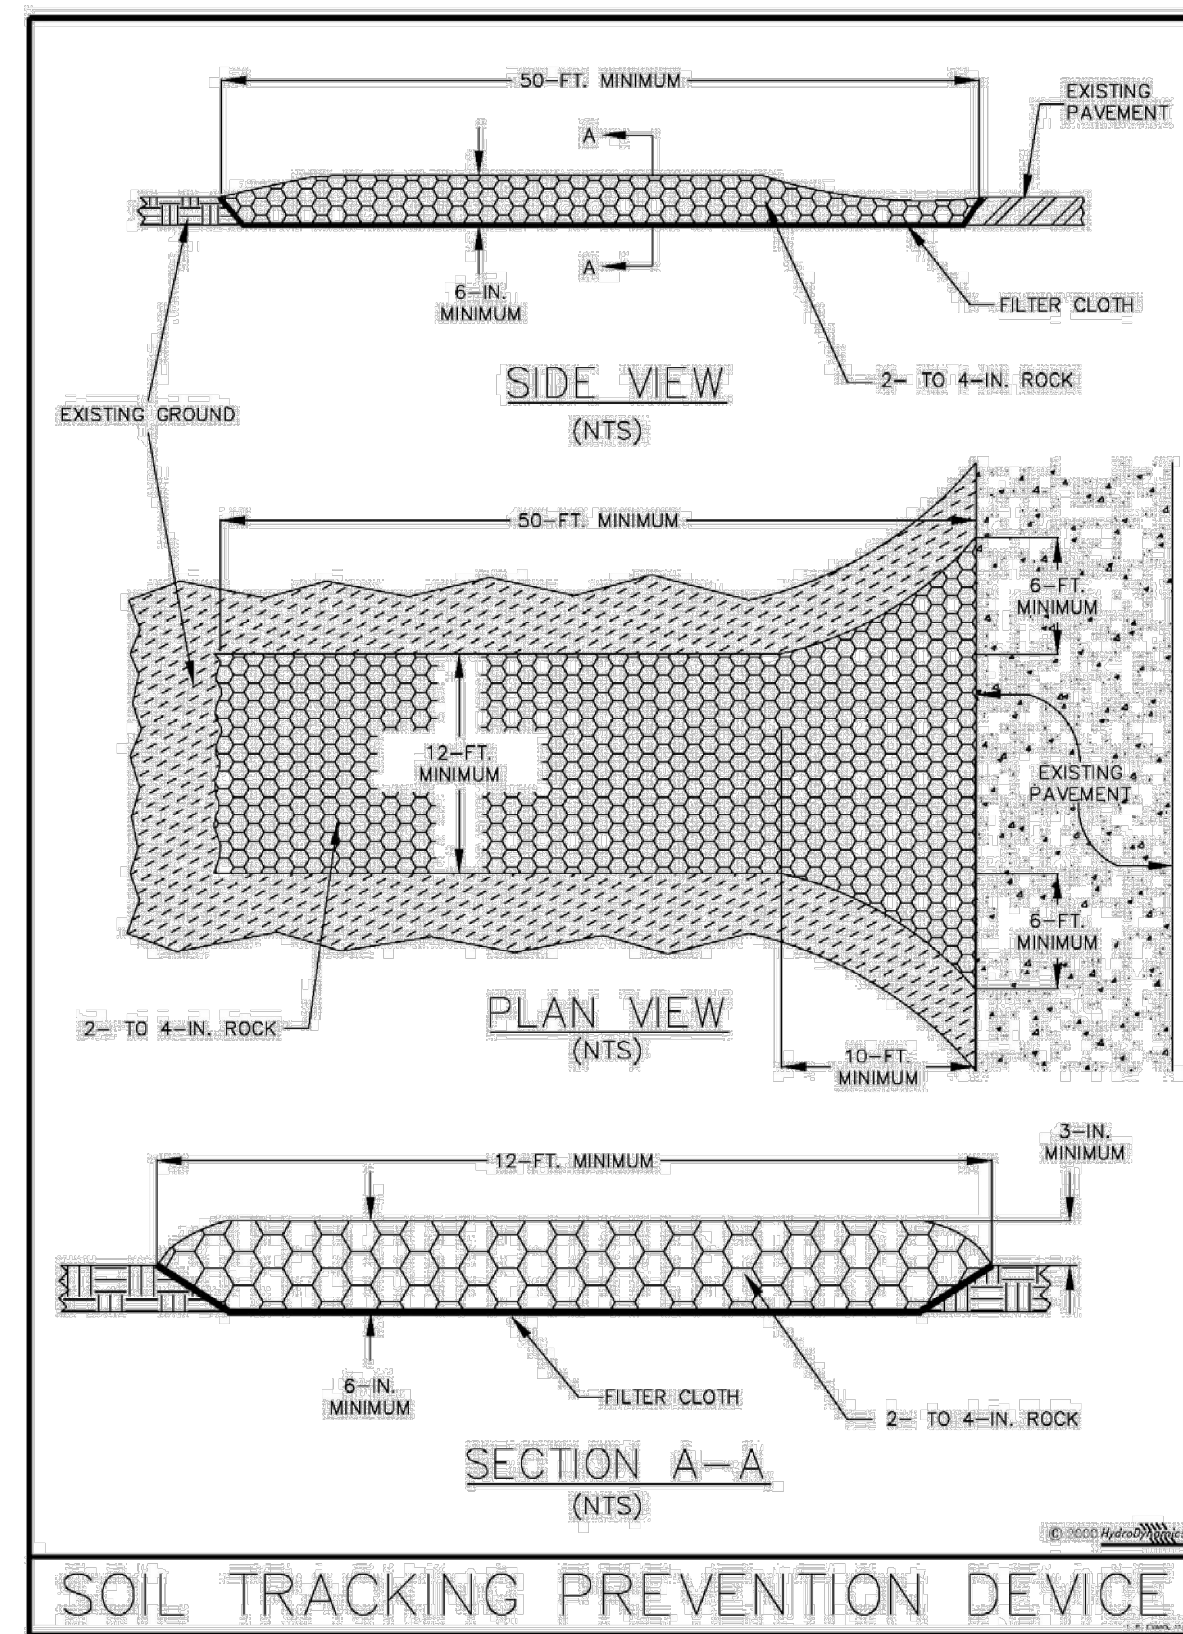 50-FT. MINIMUM
EXISTING
PAVEMENT
A
A
6-IN.
MINIMUM
FILTER CLOTH
2- TO 4-IN. ROCK
SIDE VIEW
(NTS)
EXISTING GROUND
50-FT. MINIMUM
6-FT.
MINIMUM
12-FT.
MINIMUM
EXISTING
PAVEMENT
6-FT.
MINIMUM
2- TO 4-IN. ROCK
PLAN VIEW
(NTS)
10-FT.
MINIMUM
3-IN.
MINIMUM
12-FT. MINIMUM
6-IN.
MINIMUM
FILTER CLOTH
2- TO 4-IN. ROCK
SECTION A-A
(NTS)
© 2000 HydroDynamics
SOIL TRACKING PREVENTION DEVICE